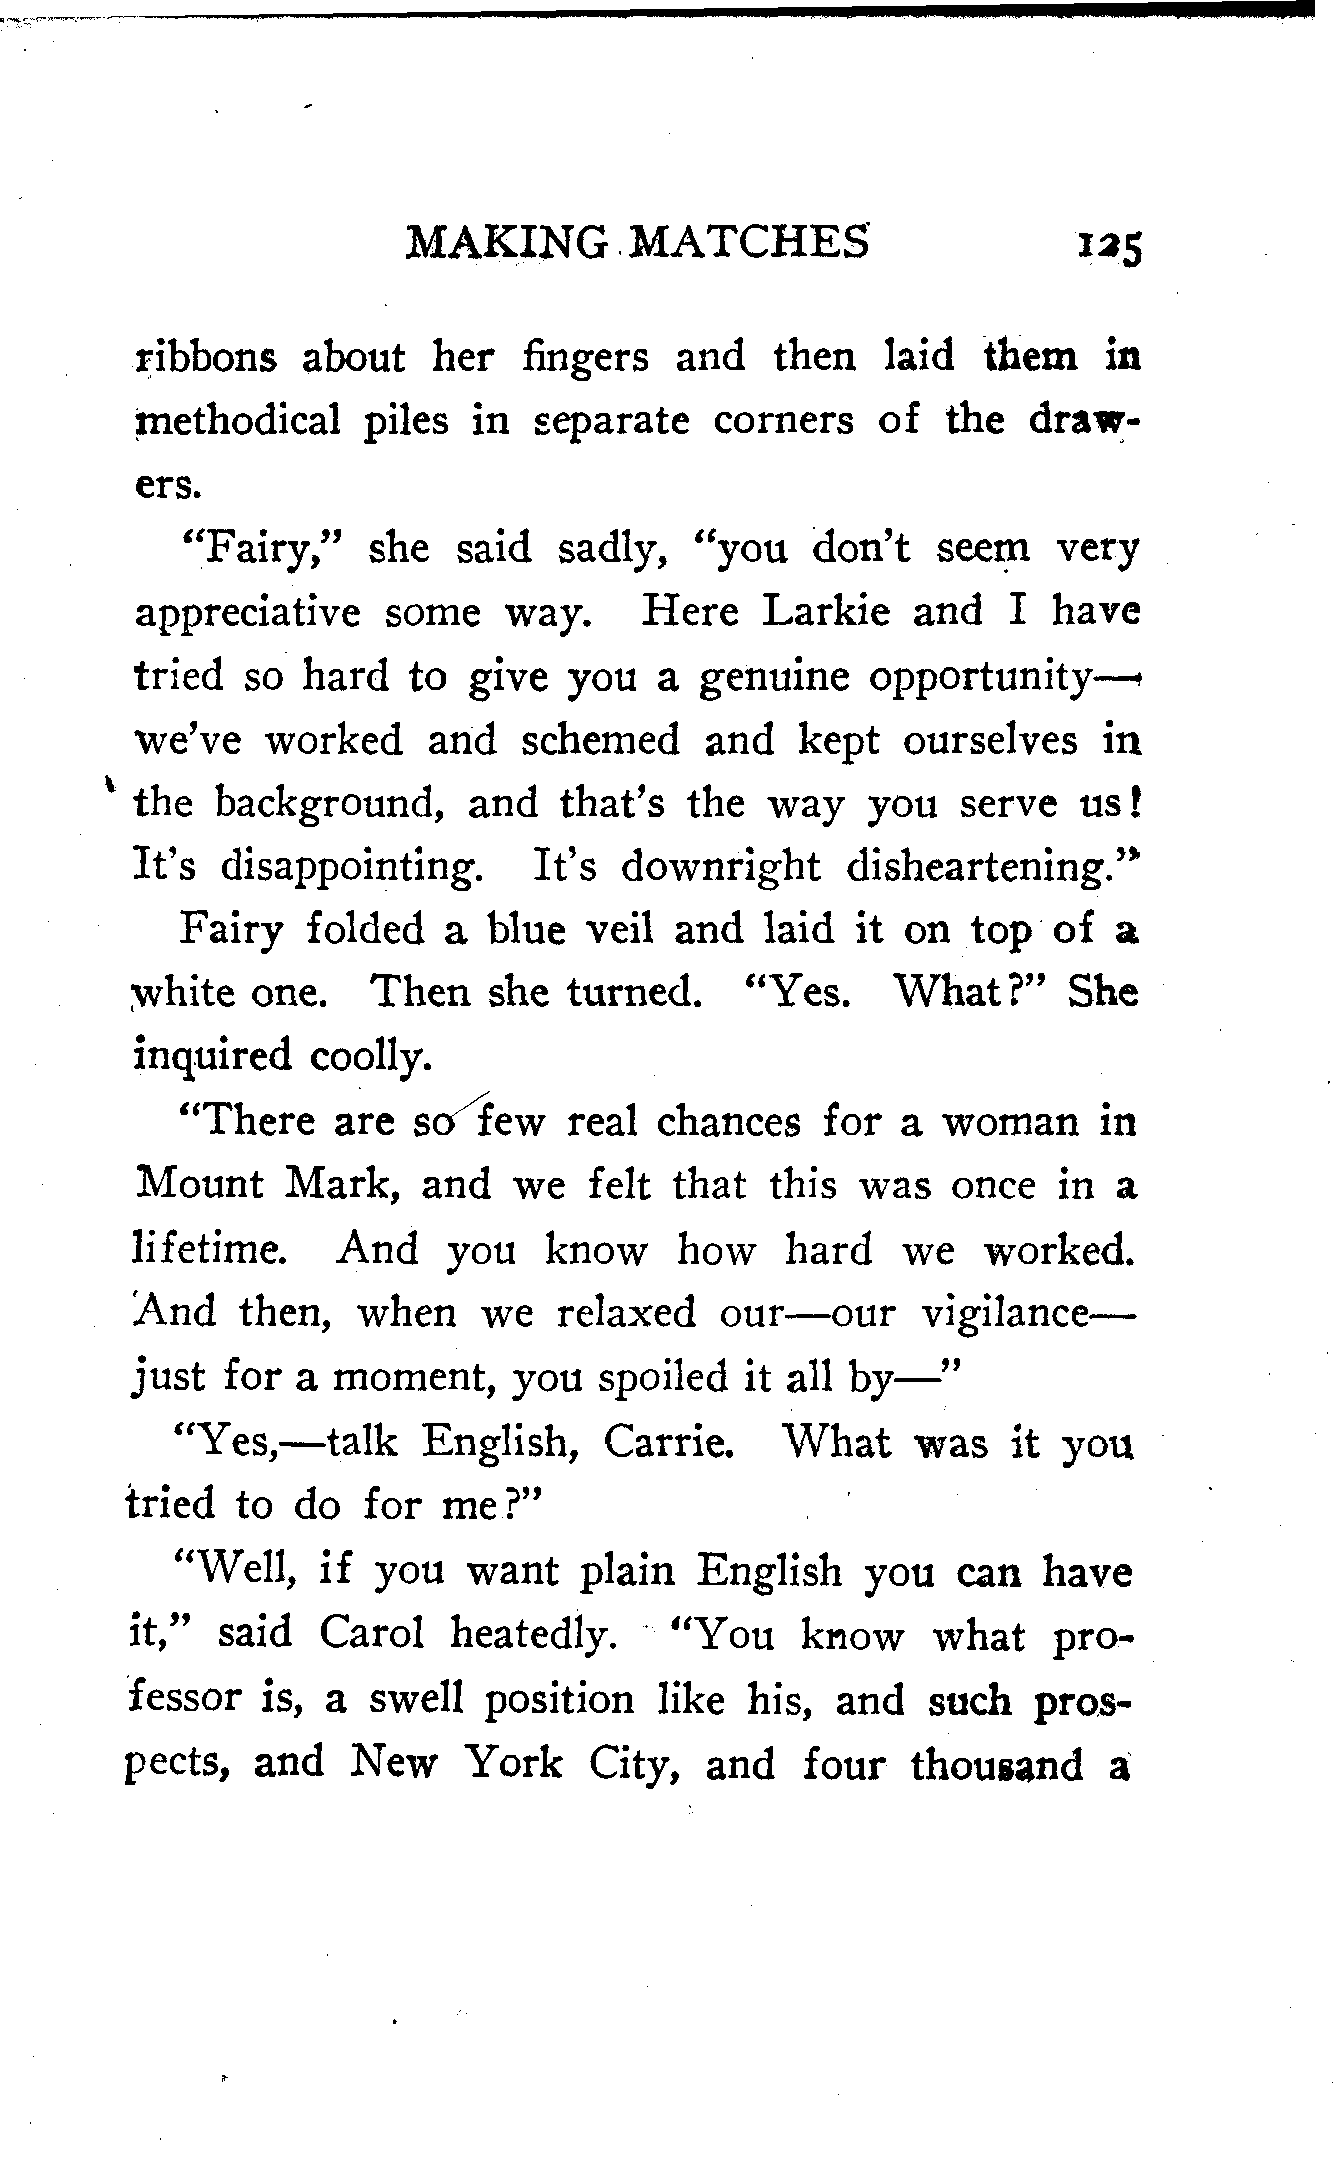 MAKING MATCHES 125
ribbons about her fingers and then laid them in
methodical piles in separate corners of the draw-
ers.
“Fairy,” she said sadly, “you don’t seem very
appreciative some way. Here Larkie and I have
tried so hard to give you a genuine opportunity—
we’ve worked and schemed and kept ourselves in
the background, and that’s the way you serve us!
It’s disappointing. It’s downright disheartening.”
Fairy folded a blue veil and laid it on top of a
white one. Then she turned. “Yes. What?” She
inquired coolly.
“There are so few real chances for a woman in
Mount Mark, and we felt that this was once in a
lifetime. And you know how hard we worked.
And then, when we relaxed our—our vigilance—
just for a moment, you spoiled it all by—”
“Yes,—talk English, Carrie. What was it you
tried to do for me?”
“Well, if you want plain English you can have
it,” said Carol heatedly. “You know what pro-
fessor is, a swell position like his, and such pros-
pects, and New York City, and four thousand a